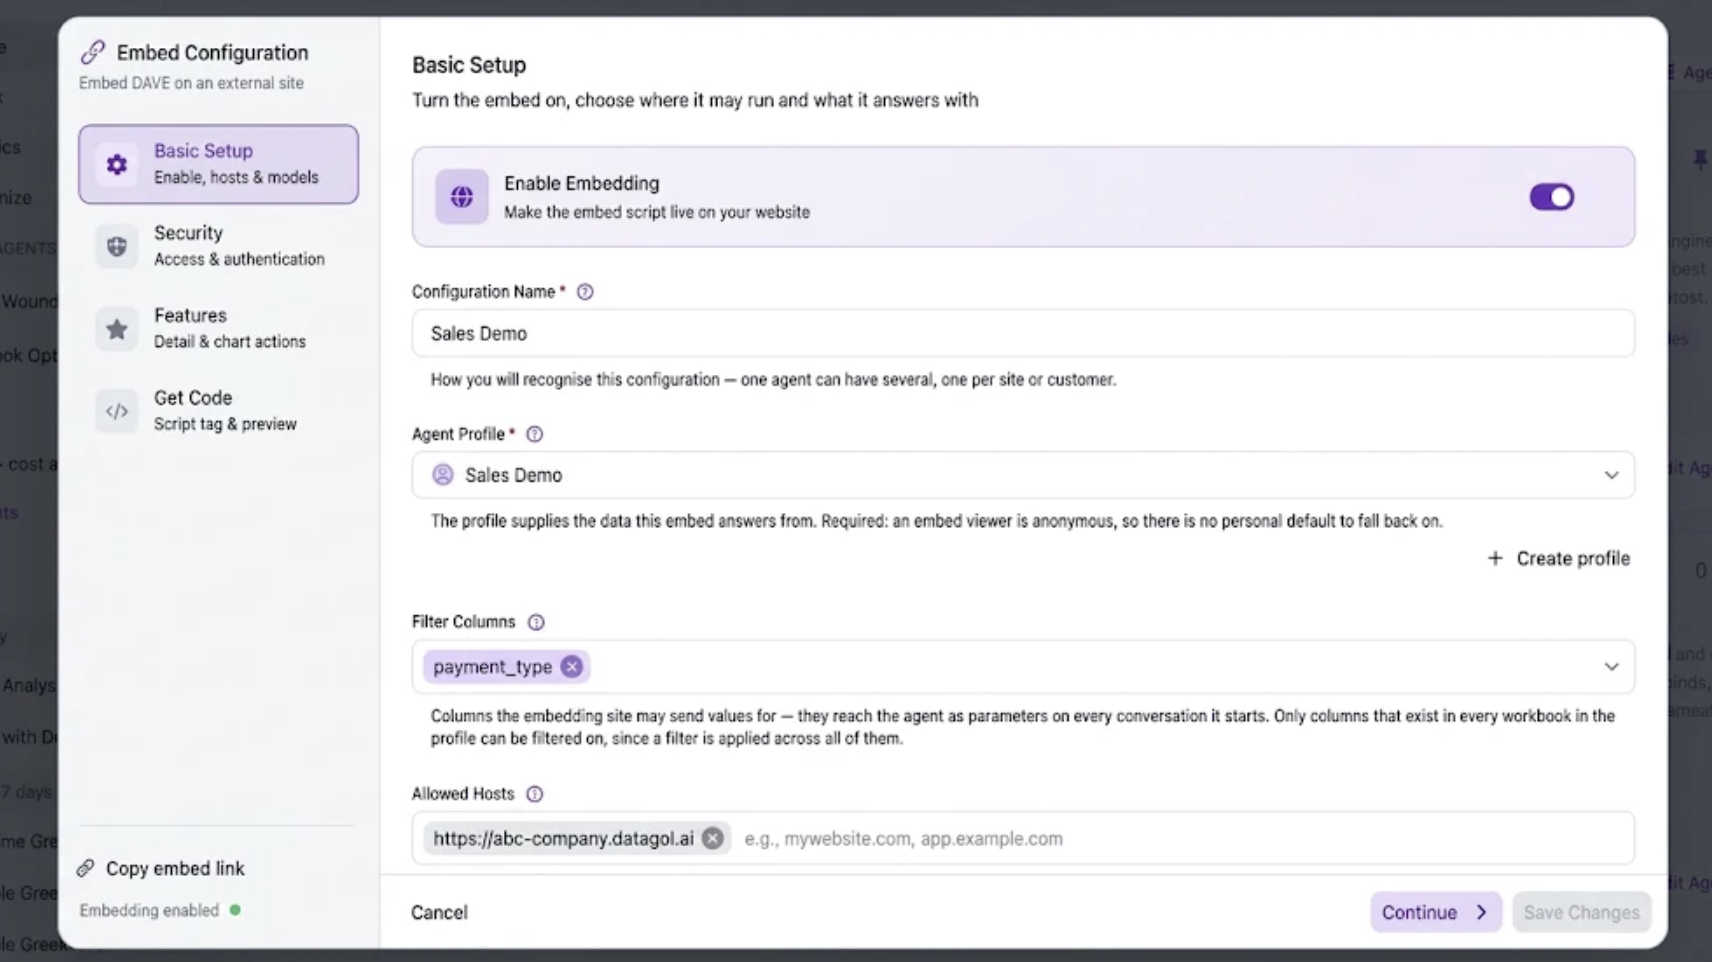 Embed Configuration
Embed DAVE on an external site
Basic Setup
Enable, hosts & models
Security
Access & authentication
Features
Detail & chart actions
Get Code
Script tag & preview
Copy embed link
Embedding enabled
Basic Setup
Turn the embed on, choose where it may run and what it answers with
Enable Embedding
Make the embed script live on your website
Configuration Name *
Sales Demo
How you will recognise this configuration — one agent can have several, one per site or customer.
Agent Profile *
Sales Demo
The profile supplies the data this embed answers from. Required: an embed viewer is anonymous, so there is no personal default to fall back on.
+ Create profile
Filter Columns
payment_type
Columns the embedding site may send values for — they reach the agent as parameters on every conversation it starts. Only columns that exist in every workbook in the
profile can be filtered on, since a filter is applied across all of them.
Allowed Hosts
https://abc-company.datagol.ai e.g., mywebsite.com, app.example.com
Cancel
Continue
Save Changes
AGENTS
Wound
- cost a
Analys
7 days